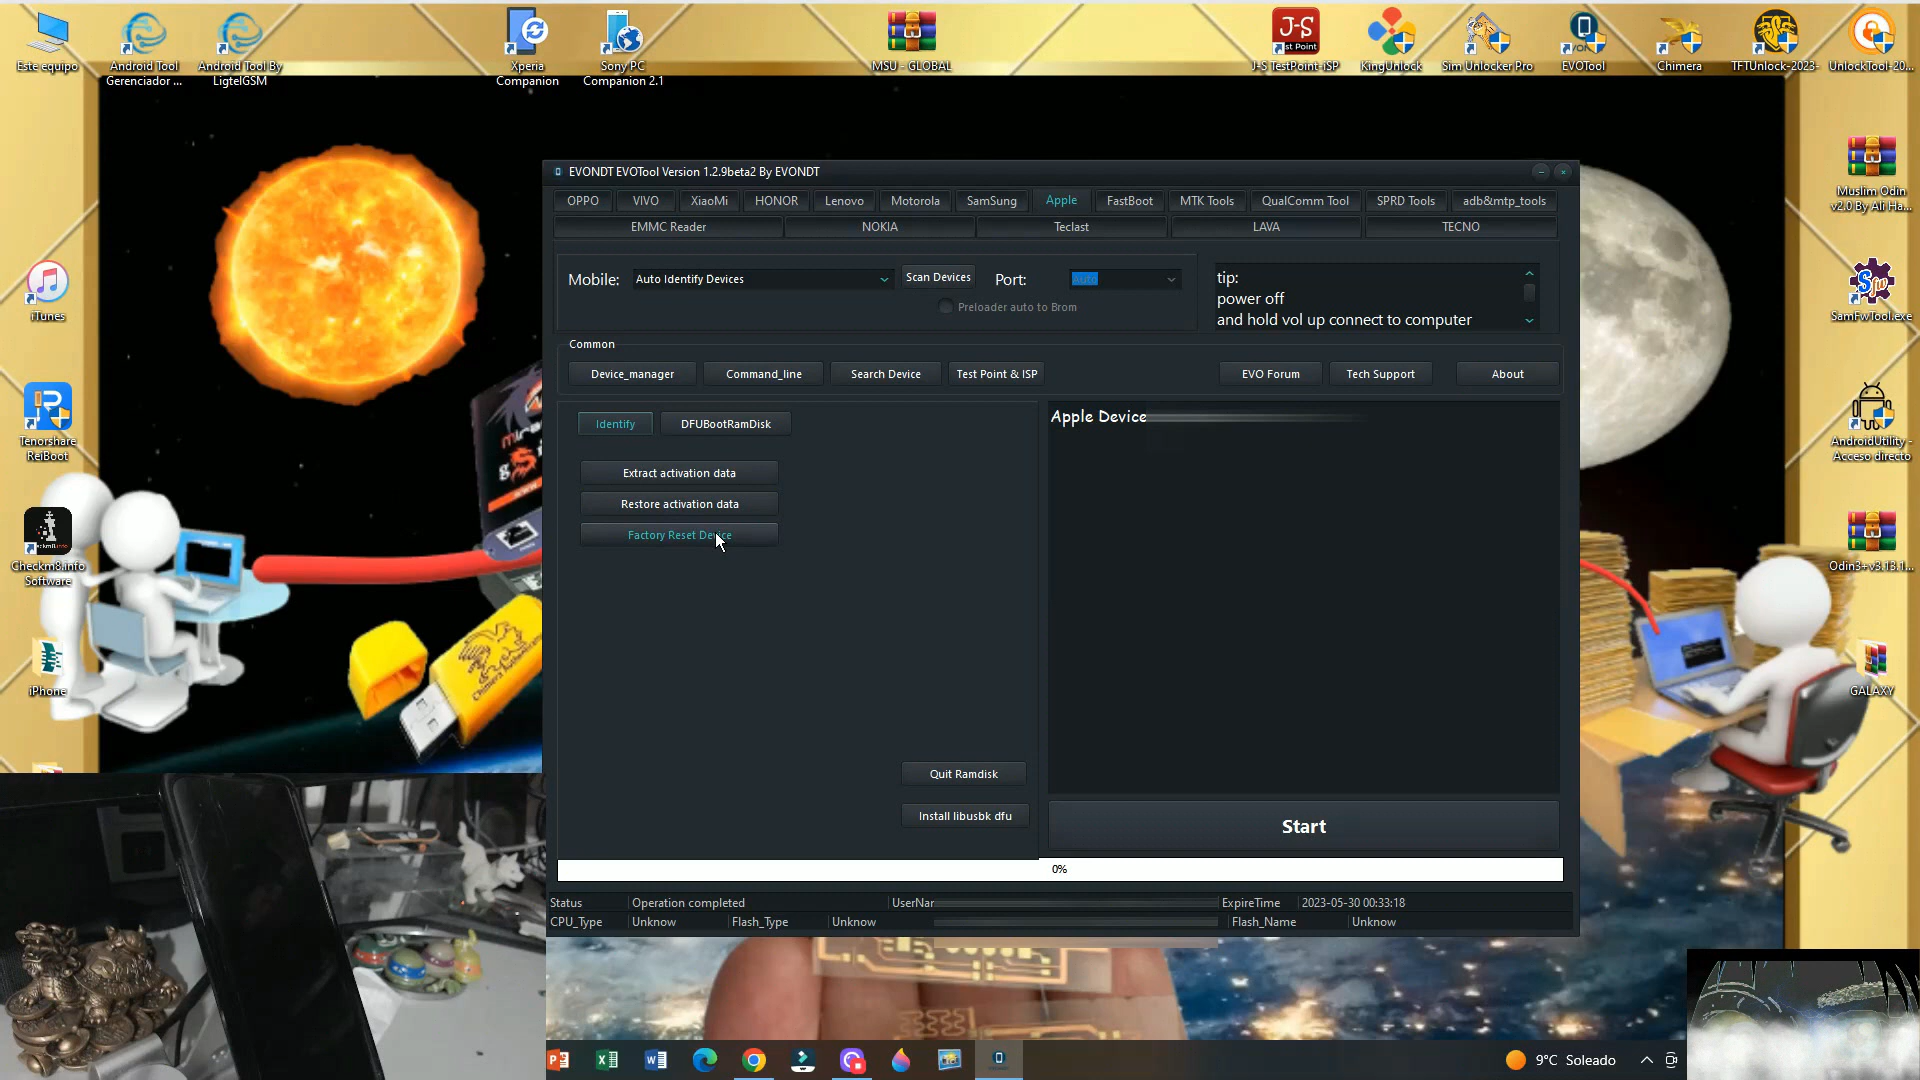 Este equipo
Android Tool
Gerenciador ...
Android Tool By
LigtelGSM
Xperia
Companion
Sony PC
Companion 2.1
MSU - GLOBAL
J-S
J-S TestPoint-iSP
KingUnlock
Sim Unlocker Pro
EVOTool
Chimera
TFTUnlock-2023-
UnlockTool-20...
iTunes
Tenorshare
ReiBoot
Checkm8.info
Software
iPhone
Muslim Odin
v2.0 By Ali Ha...
SamFwTool.exe
AndroidUtility -
Acceso directo
Odin3+v3.13.1...
GALAXY
EVONDT EVOTool Version 1.2.9beta2 By EVONDT
OPPO VIVO XiaoMi HONOR Lenovo Motorola SamSung Apple FastBoot MTK Tools QualComm Tool SPRD Tools adb&mtp_tools
EMMC Reader NOKIA Teclast LAVA TECNO
Mobile: Auto Identify Devices Scan Devices Port: Auto
Preloader auto to Brom
tip:
power off
and hold vol up connect to computer
Common
Device_manager Command_line Search Device Test Point & ISP EVO Forum Tech Support About
Identify DFUBootRamDisk
Extract activation data
Restore activation data
Factory Reset Device
Quit Ramdisk
Install libusbk dfu
Apple Device
Start
0%
Status Operation completed UserNar ExpireTime 2023-05-30 00:33:18
CPU_Type Unknow Flash_Type Unknow Flash_Name Unknow
9°C Soleado